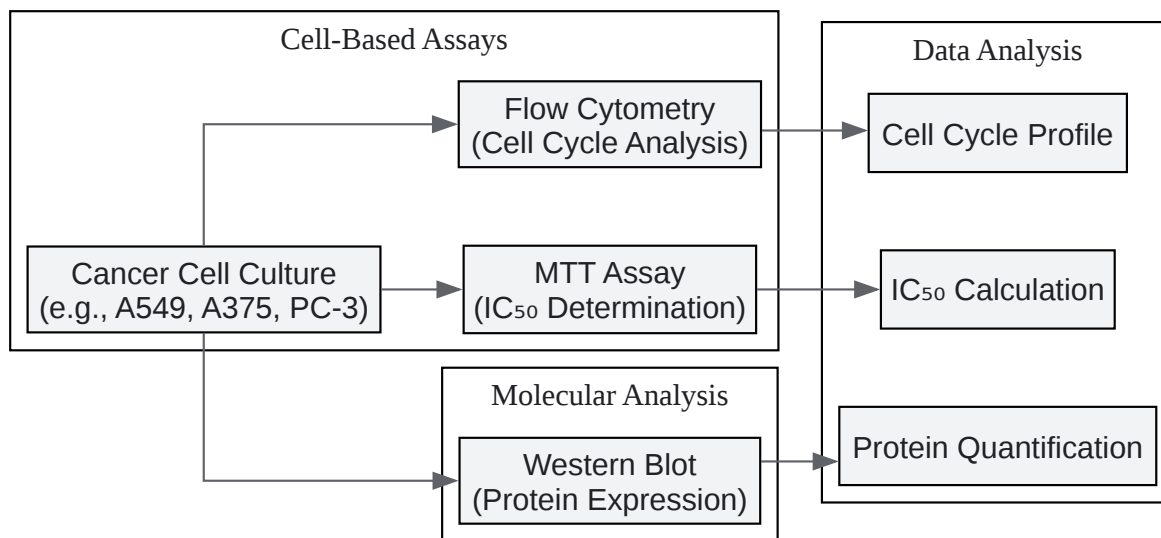 Cell-Based Assays
Flow Cytometry
(Cell Cycle Analysis)
Cancer Cell Culture
(e.g., A549, A375, PC-3)
MTT Assay
(IC₅₀ Determination)
Molecular Analysis
Western Blot
(Protein Expression)
Data Analysis
Cell Cycle Profile
IC₅₀ Calculation
Protein Quantification